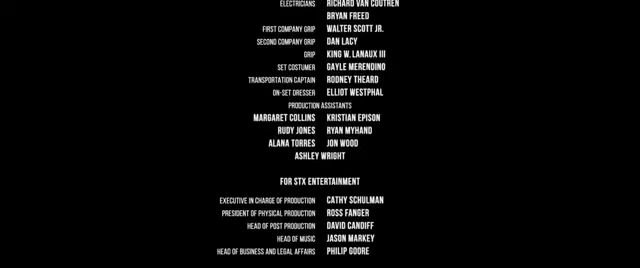 ELECTRICIANS RICHARD VAN COUTREN
BRYAN FREED
FIRST COMPANY GRIP WALTER SCOTT JR.
SECOND COMPANY GRIP DAN LACY
GRIP KING W. LANAUX III
SET COSTUMER GAYLE MERENDINO
TRANSPORTATION CAPTAIN RODNEY THEARD
ON-SET DRESSER ELLIOT WESTPHAL
PRODUCTION ASSISTANTS
MARGARET COLLINS KRISTIAN EPISON
RUDY JONES RYAN MYHAND
ALANA TORRES JON WOOD
ASHLEY WRIGHT
FOR STX ENTERTAINMENT
EXECUTIVE IN CHARGE OF PRODUCTION CATHY SCHULMAN
PRESIDENT OF PHYSICAL PRODUCTION ROSS FANGER
HEAD OF POST PRODUCTION DAVID CANDIFF
HEAD OF MUSIC JASON MARKEY
HEAD OF BUSINESS AND LEGAL AFFAIRS PHILIP GOORE